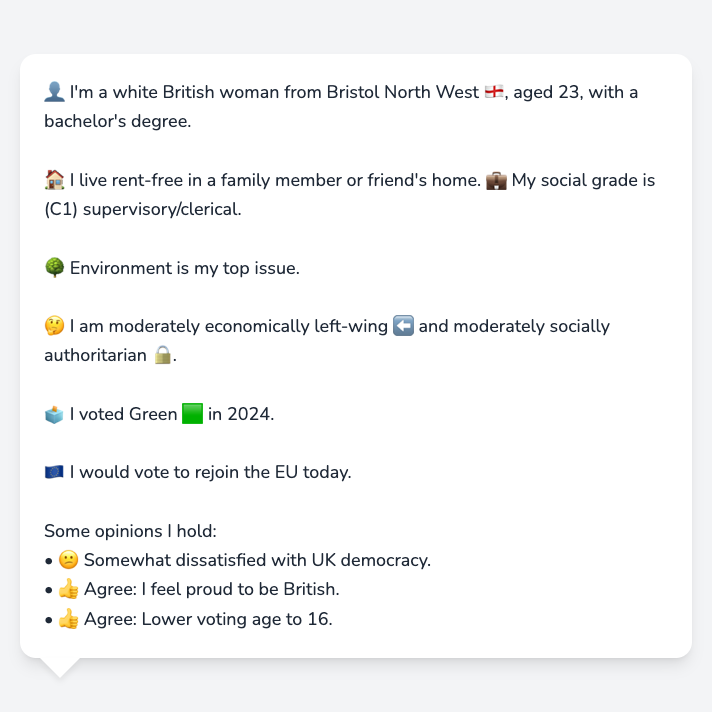 👤 I'm a white British woman from Bristol North West 🏴󠁧󠁢󠁥󠁮󠁧󠁿, aged 23, with a
bachelor's degree.
🏠 I live rent-free in a family member or friend's home. 💼 My social grade is
(C1) supervisory/clerical.
🌳 Environment is my top issue.
🤔 I am moderately economically left-wing ⬅️ and moderately socially
authoritarian 🔒.
🗳️ I voted Green 🟩 in 2024.
🇪🇺 I would vote to rejoin the EU today.
Some opinions I hold:
• 🙁 Somewhat dissatisfied with UK democracy.
• 👍 Agree: I feel proud to be British.
• 👍 Agree: Lower voting age to 16.